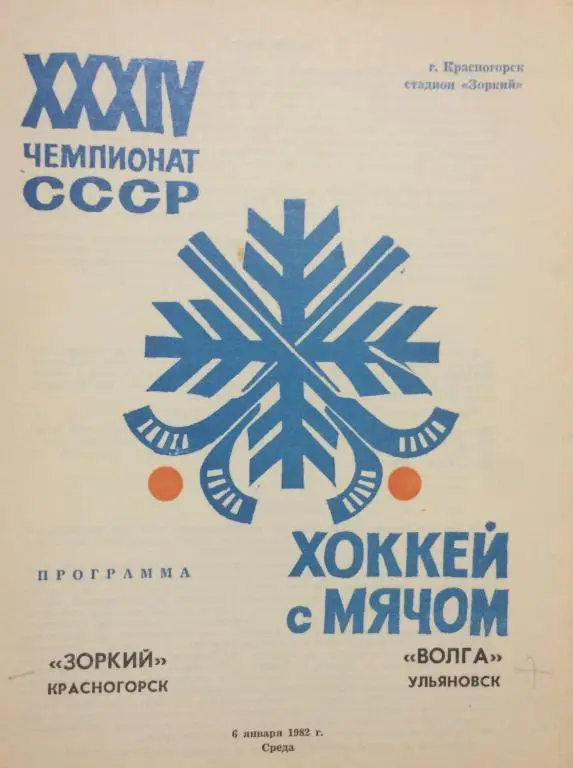 XXXIV
ЧЕМПИОНАТ
СССР
г. Красногорск
стадион «Зоркий»
ПРОГРАММА
ХОККЕЙ
с МЯЧОМ
«ЗОРКИЙ»
КРАСНОГОРСК
«ВОЛГА»
УЛЬЯНОВСК
6 января 1982 г.
Среда